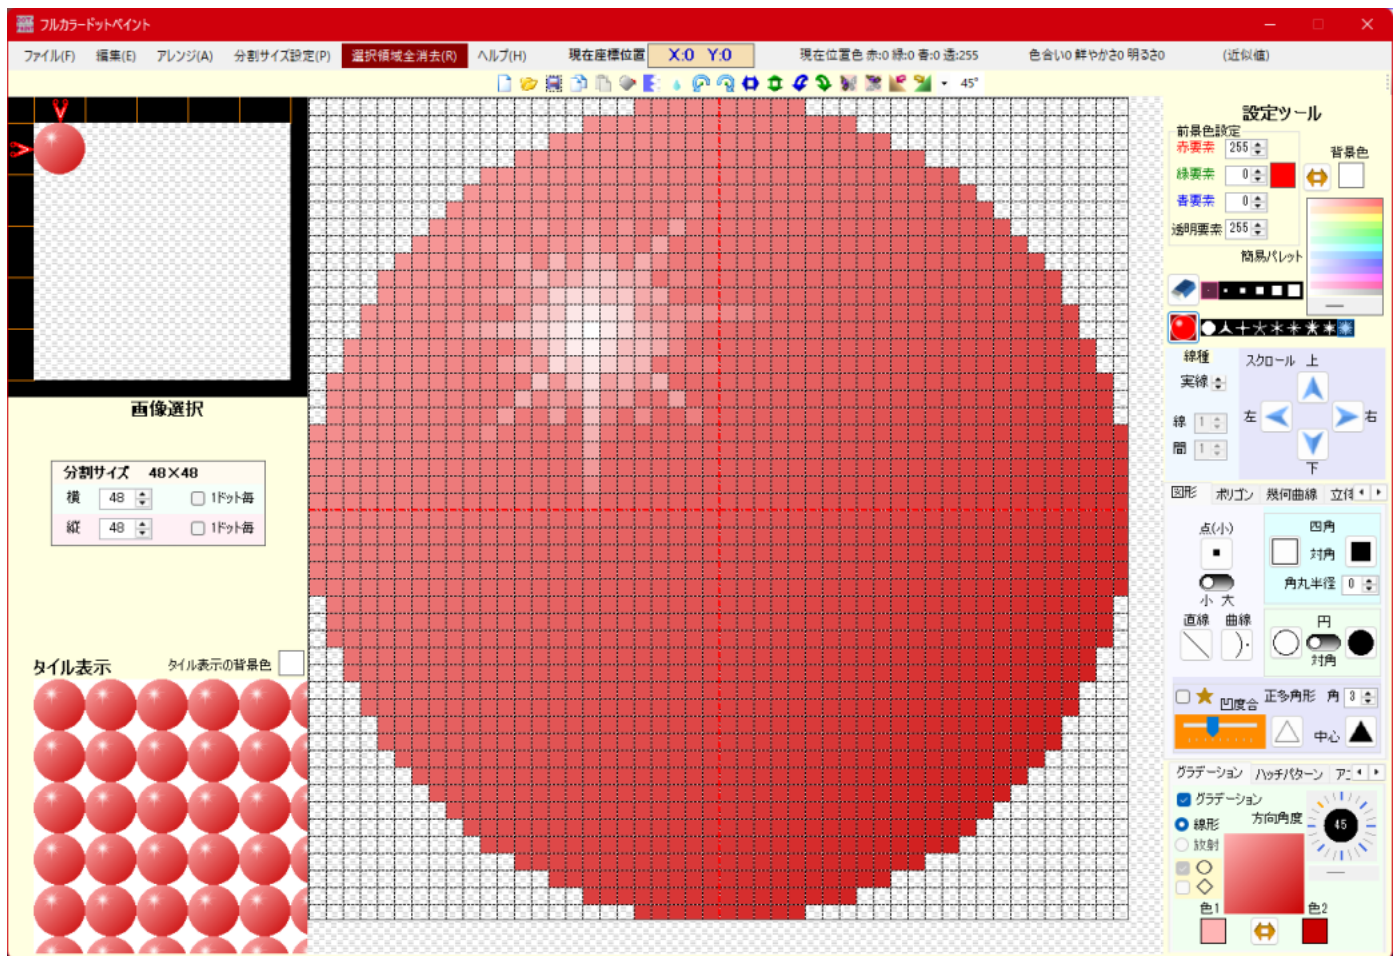 フルカラードットペイント
ファイル(F) 編集(E) アレンジ(A) 分割サイズ設定(P) 選択領域全消去(R) ヘルプ(H) 現在座標位置 X:0 Y:0 現在位置色 赤:0 緑:0 青:0 透:255 色合い0 鮮やかさ0 明るさ0 (近似値)
45°
設定ツール
前景色設定
赤要素 255
背景色
緑要素 0
青要素 0
透明要素 255
簡易パレット
線種
実線
線 1
間 1
スクロール 上
左 右
下
画像選択
分割サイズ 48×48
横 48 1ドット毎
縦 48 1ドット毎
図形 ポリゴン 幾何曲線 立体
点(小)
小 大
直線 曲線
四角
対角
角丸半径 0
円
対角
凹度合 正多角形 角 3
中心
タイル表示 タイル表示の背景色
グラデーション ハッチパターン
グラデーション
線形 方向角度 45
放射
色1 色2